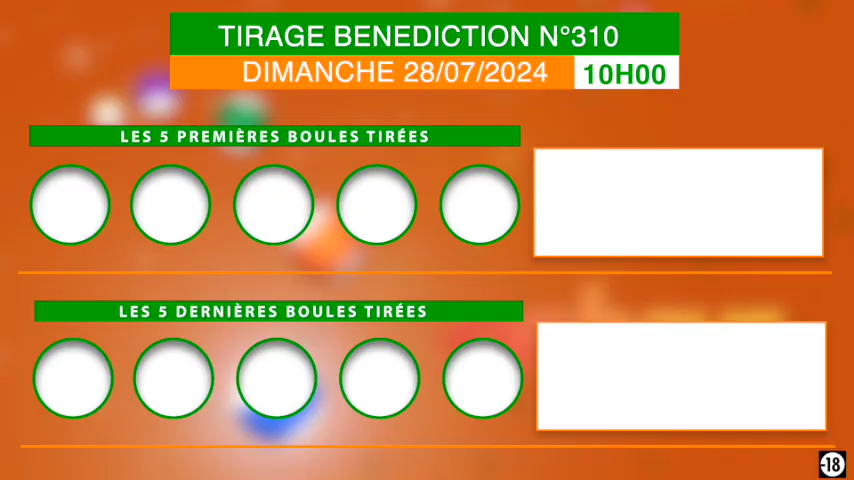 TIRAGE BENEDICTION N°310
DIMANCHE 28/07/2024 10H00
LES 5 PREMIÈRES BOULES TIRÉES
LES 5 DERNIÈRES BOULES TIRÉES
-18